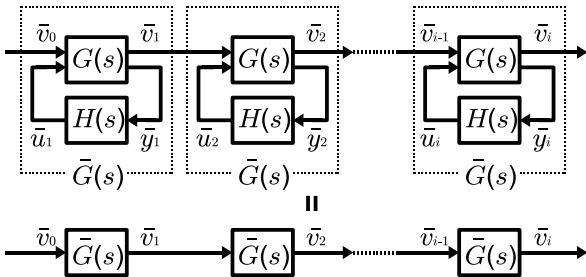 v̄₀ G(s) v̄₁ G(s) v̄₂ v̄ᵢ₋₁ G(s) v̄ᵢ
H(s) H(s) H(s)
ū₁ ȳ₁ ū₂ ȳ₂ ūᵢ ȳᵢ
Ḡ(s) Ḡ(s) Ḡ(s)
=
v̄₀ Ḡ(s) v̄₁ Ḡ(s) v̄₂ v̄ᵢ₋₁ Ḡ(s) v̄ᵢ